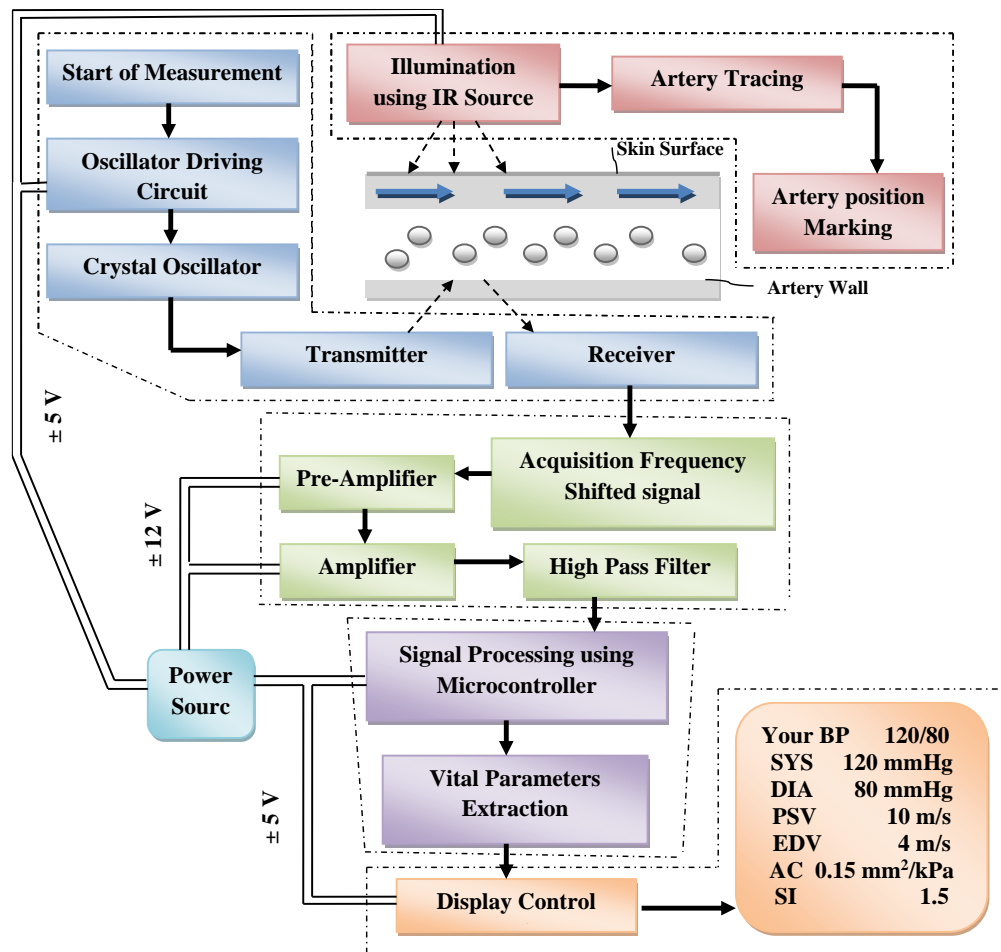 Start of Measurement
Oscillator Driving
Circuit
Crystal Oscillator
Illumination
using IR Source
Artery Tracing
Artery position
Marking
Skin Surface
Artery Wall
Transmitter
Receiver
± 5 V
Acquisition Frequency
Shifted signal
Pre-Amplifier
± 12 V
Amplifier
High Pass Filter
Power
Sourc
Signal Processing using
Microcontroller
Vital Parameters
Extraction
± 5 V
Display Control
Your BP 120/80
SYS 120 mmHg
DIA 80 mmHg
PSV 10 m/s
EDV 4 m/s
AC 0.15 mm²/kPa
SI 1.5